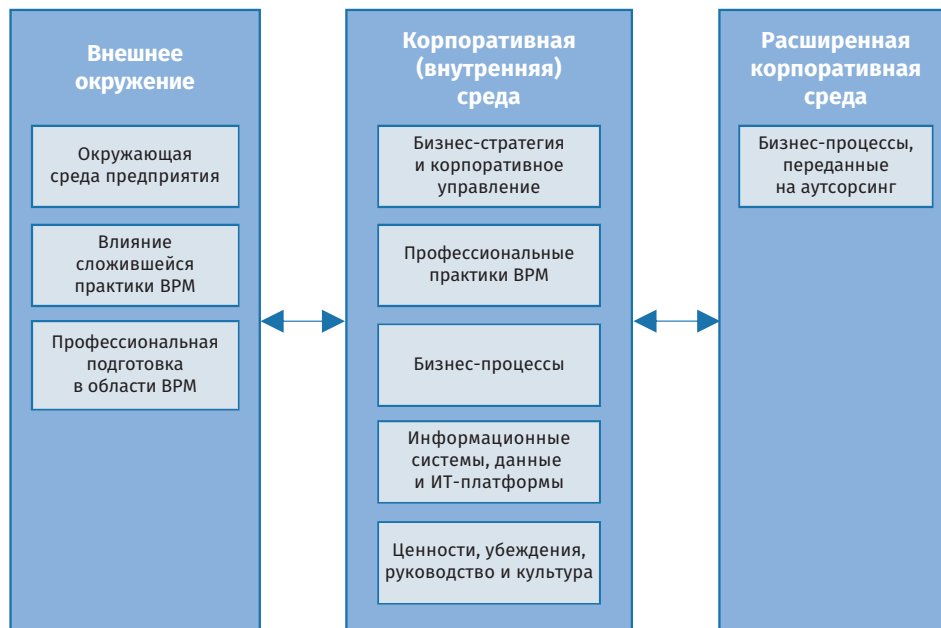 Внешнее
окружение
Окружающая
среда предприятия
Влияние
сложившейся
практики BPM
Профессиональная
подготовка
в области BPM
Корпоративная
(внутренняя)
среда
Бизнес-стратегия
и корпоративное
управление
Профессиональные
практики BPM
Бизнес-процессы
Информационные
системы, данные
и ИТ-платформы
Ценности, убеждения,
руководство и культура
Расширенная
корпоративная
среда
Бизнес-процессы,
переданные
на аутсорсинг